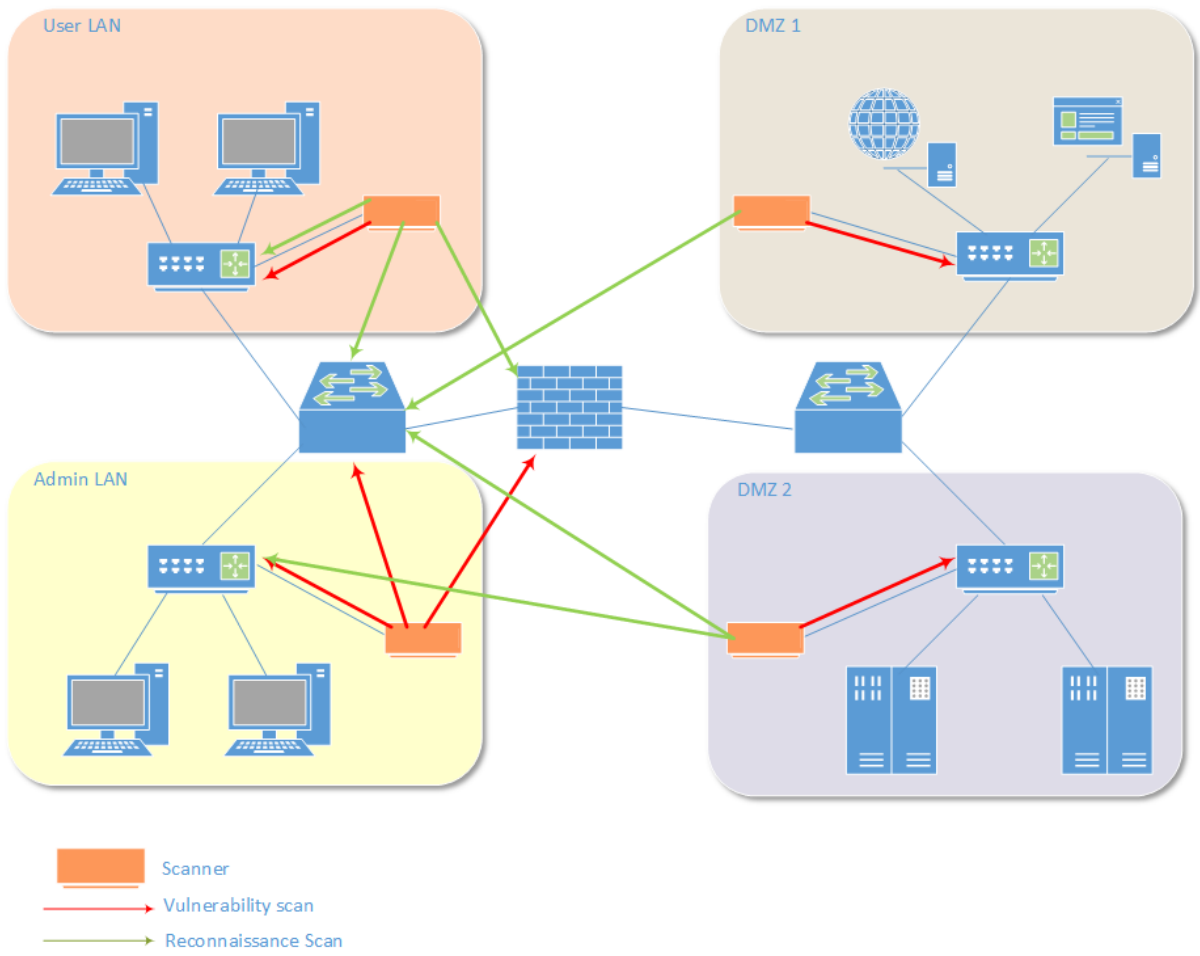 User LAN
DMZ 1
Admin LAN
DMZ 2
Scanner
Vulnerability scan
Reconnaissance Scan